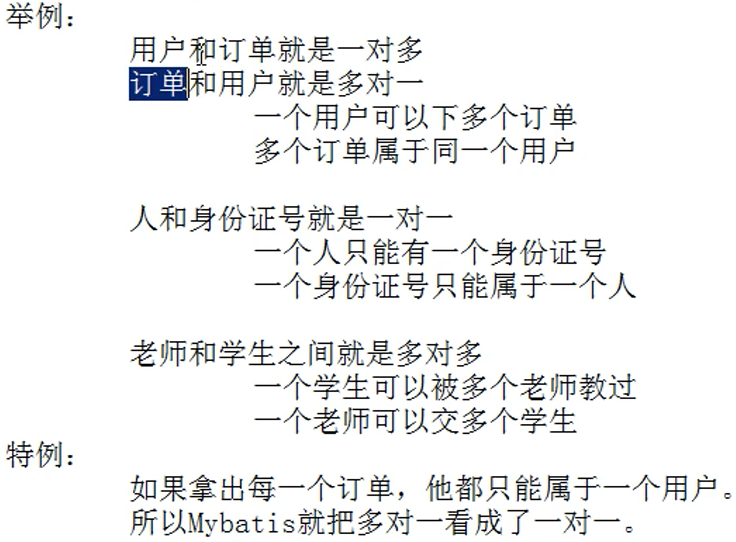 举例：
用户和订单就是一对多
订单和用户就是多对一
一个用户可以下多个订单
多个订单属于同一个用户
人和身份证号就是一对一
一个人只能有一个身份证号
一个身份证号只能属于一个人
老师和学生之间就是多对多
一个学生可以被多个老师教过
一个老师可以交多个学生
特例：
如果拿出每一个订单，他都只能属于一个用户。
所以Mybatis就把多对一看成了一对一。